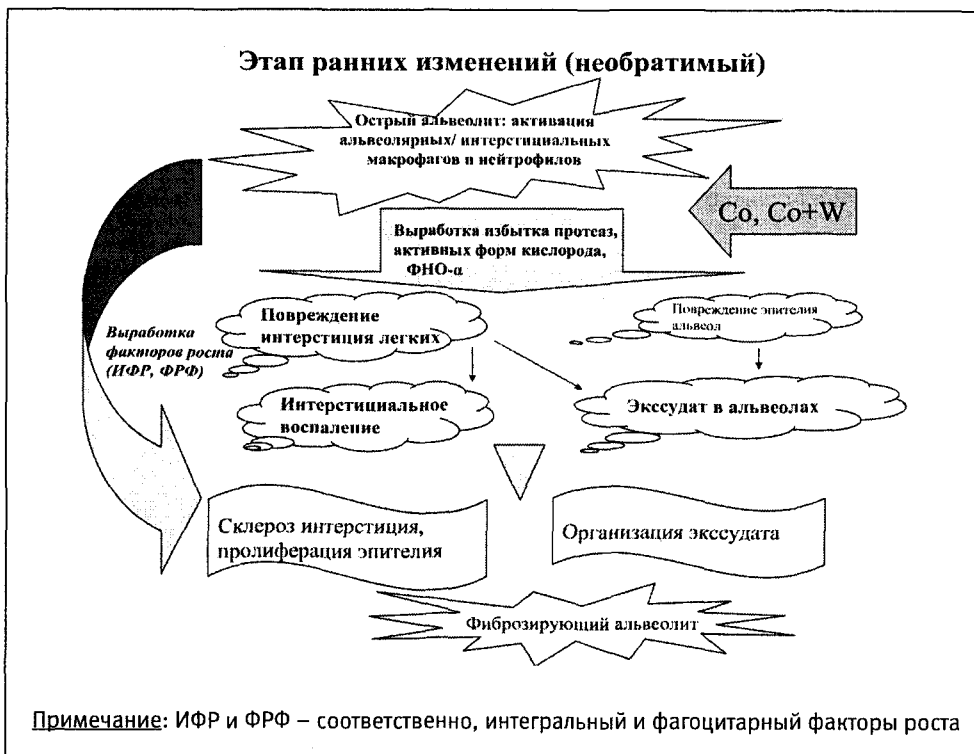 Этап ранних изменений (необратимый)
Острый альвеолит: активация
альвеолярных/ интерстициальных
макрофагов и нейтрофилов
Co, Co+W
Выработка избытка протеаз,
активных форм кислорода,
ФНО-α
Повреждение
интерстиция легких
Повреждение эпителия
альвеол
Выработка
факторов роста
(ИФР, ФРФ)
Интерстициальное
воспаление
Экссудат в альвеолах
Склероз интерстиция,
пролиферация эпителия
Организация экссудата
Фиброзирующий альвеолит
Примечание: ИФР и ФРФ – соответственно, интегральный и фагоцитарный факторы роста